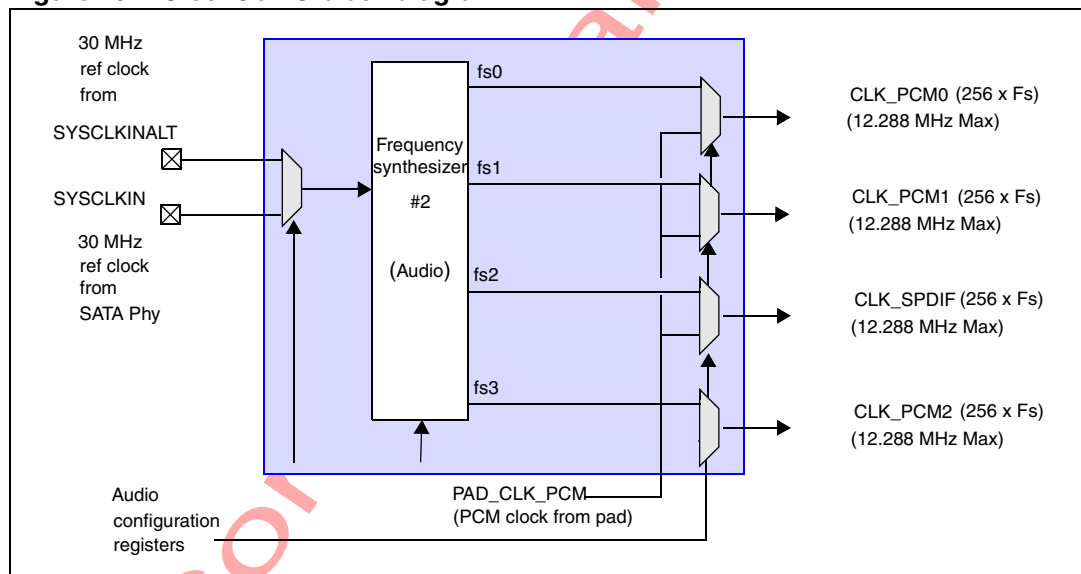 30 MHz
ref clock
from
SYSCLKINALT
SYSCLKIN
30 MHz
ref clock
from
SATA Phy
Frequency
synthesizer
#2
(Audio)
fs0
fs1
fs2
fs3
CLK_PCM0 (256 x Fs)
(12.288 MHz Max)
CLK_PCM1 (256 x Fs)
(12.288 MHz Max)
CLK_SPDIF (256 x Fs)
(12.288 MHz Max)
CLK_PCM2 (256 x Fs)
(12.288 MHz Max)
Audio
configuration
registers
PAD_CLK_PCM
(PCM clock from pad)